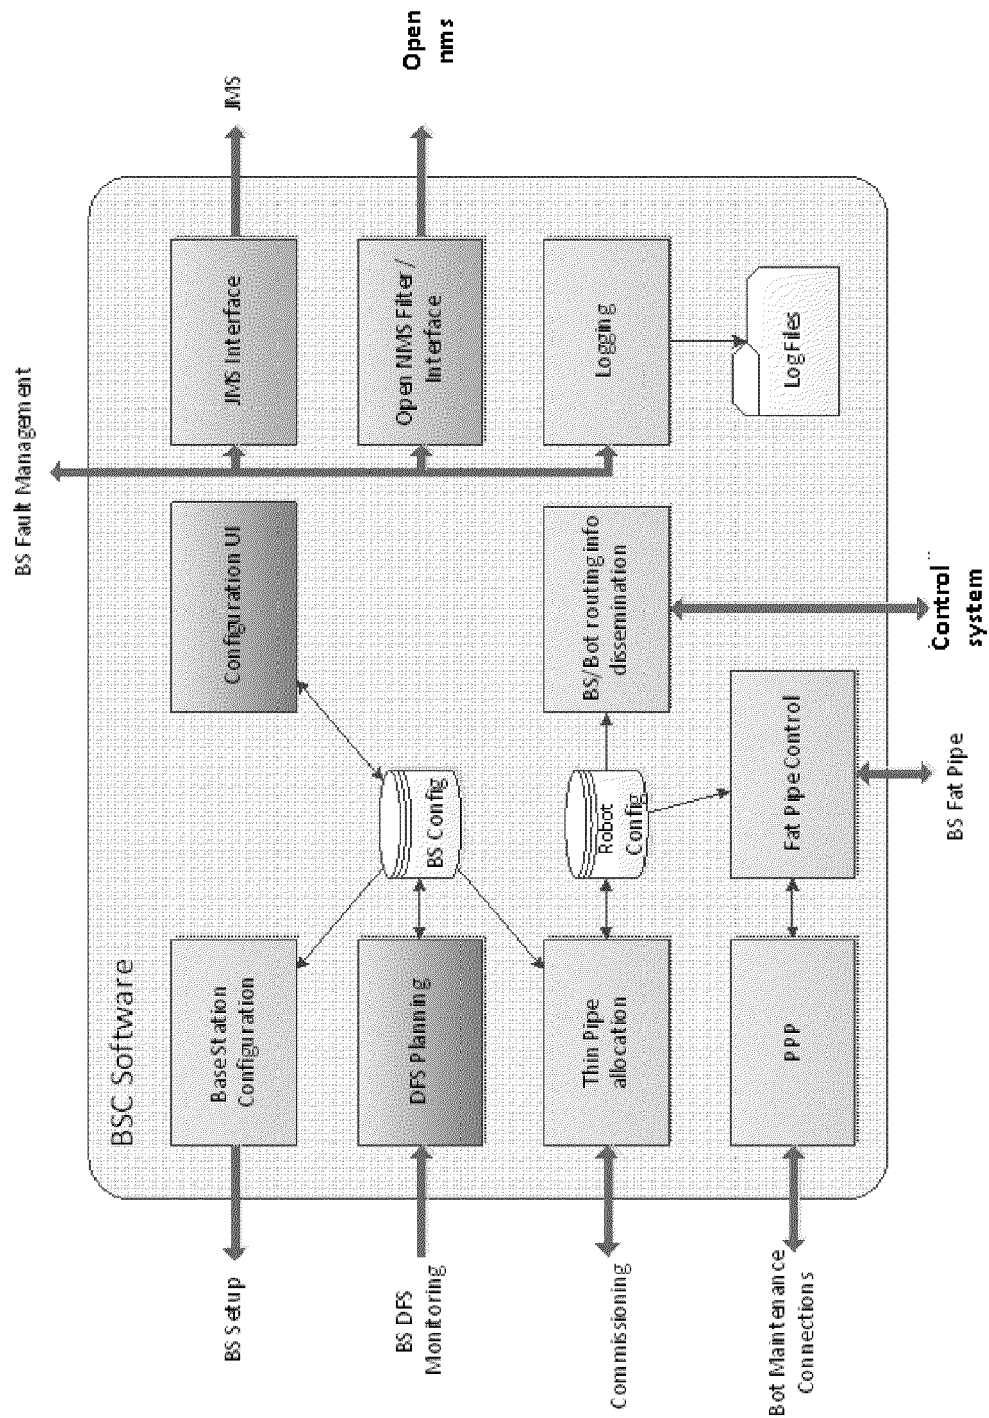 BSC Software
BS Fault Management
BS Setup
BaseStation
Configuration
Configuration UI
JMS Interface
JMS
BS DFS
Monitoring
DFS Planning
BS Config
Open NMS Filter /
Interface
Open
nms
Commissioning
Thin Pipe
allocation
Robot
Config
BS/Bot routing info
dissemination
Logging
Bot Maintenance
Connections
PPP
Fat Pipe Control
Log Files
BS Fat Pipe
Control
system